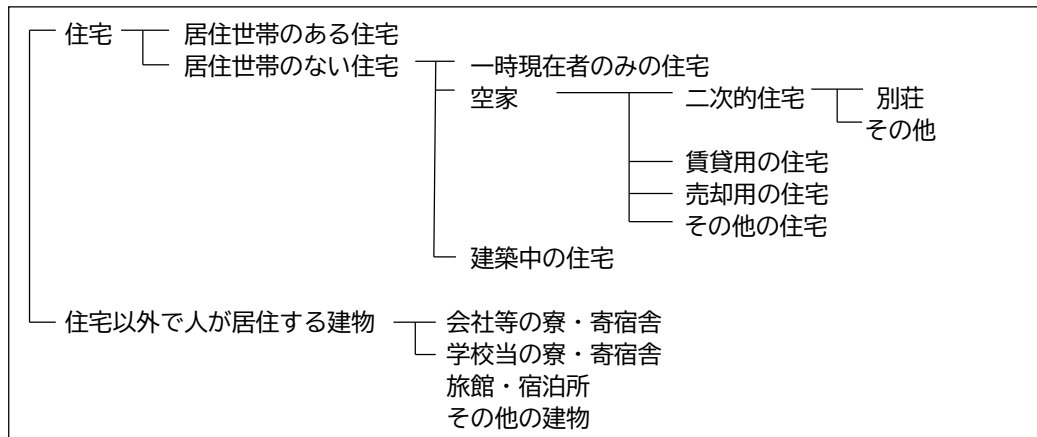 住宅 居住世帯のある住宅
居住世帯のない住宅 一時現在者のみの住宅
空家 二次的住宅 別荘
その他
賃貸用の住宅
売却用の住宅
その他の住宅
建築中の住宅
住宅以外で人が居住する建物 会社等の寮・寄宿舎
学校当の寮・寄宿舎
旅館・宿泊所
その他の建物